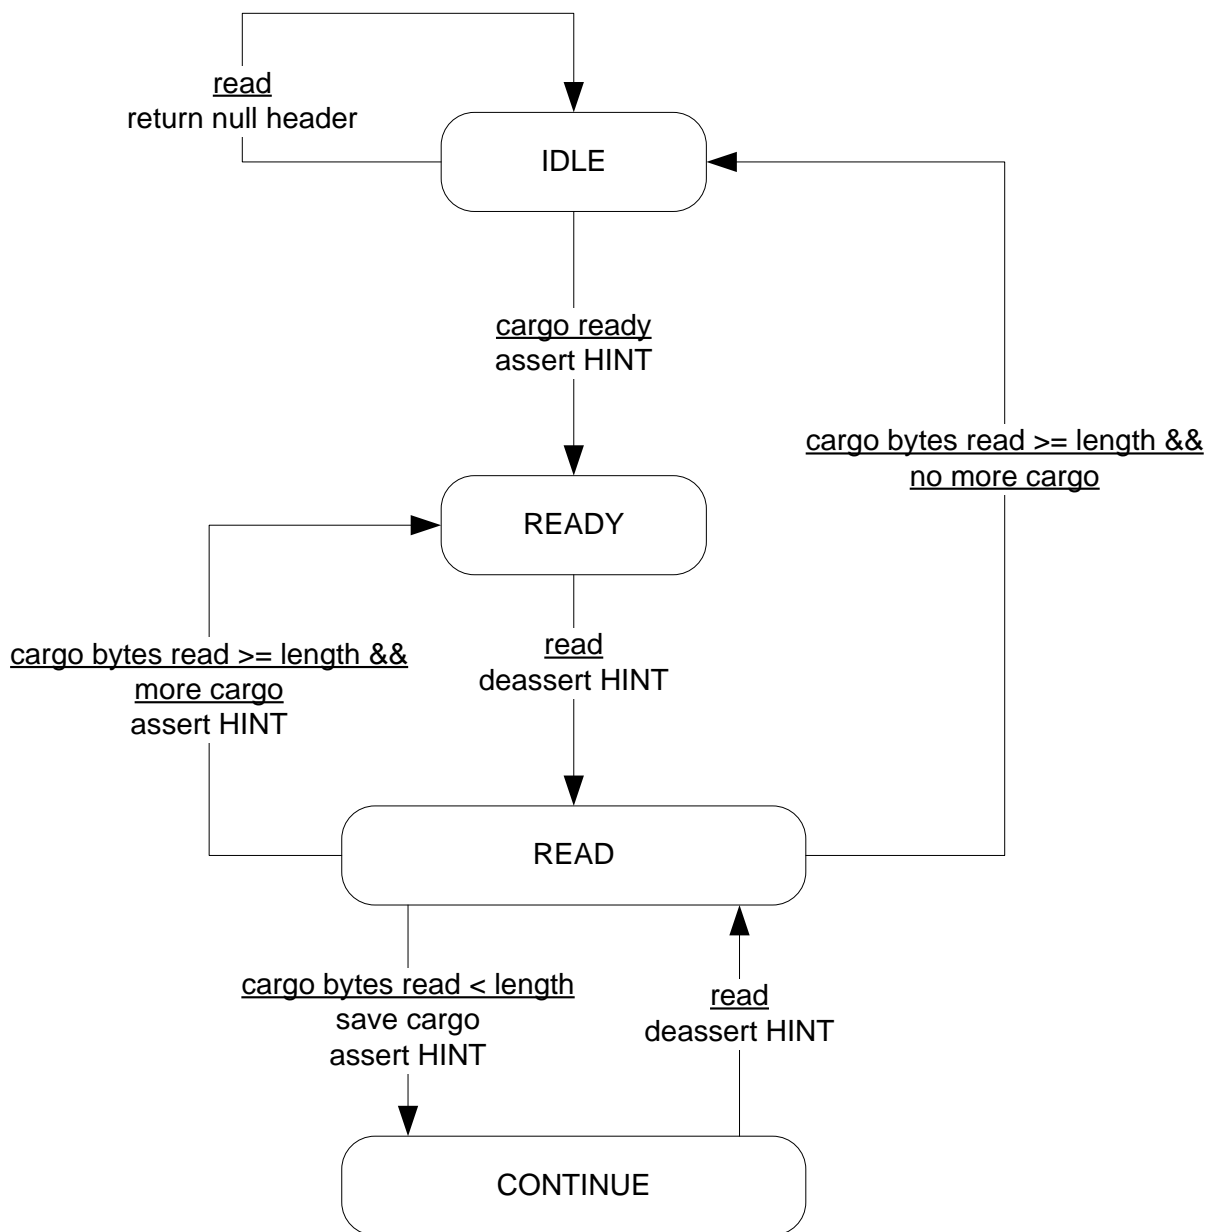 read
return null header
IDLE
cargo ready
assert HINT
cargo bytes read >= length &&
no more cargo
READY
cargo bytes read >= length &&
more cargo
assert HINT
read
deassert HINT
READ
cargo bytes read < length
save cargo
assert HINT
read
deassert HINT
CONTINUE